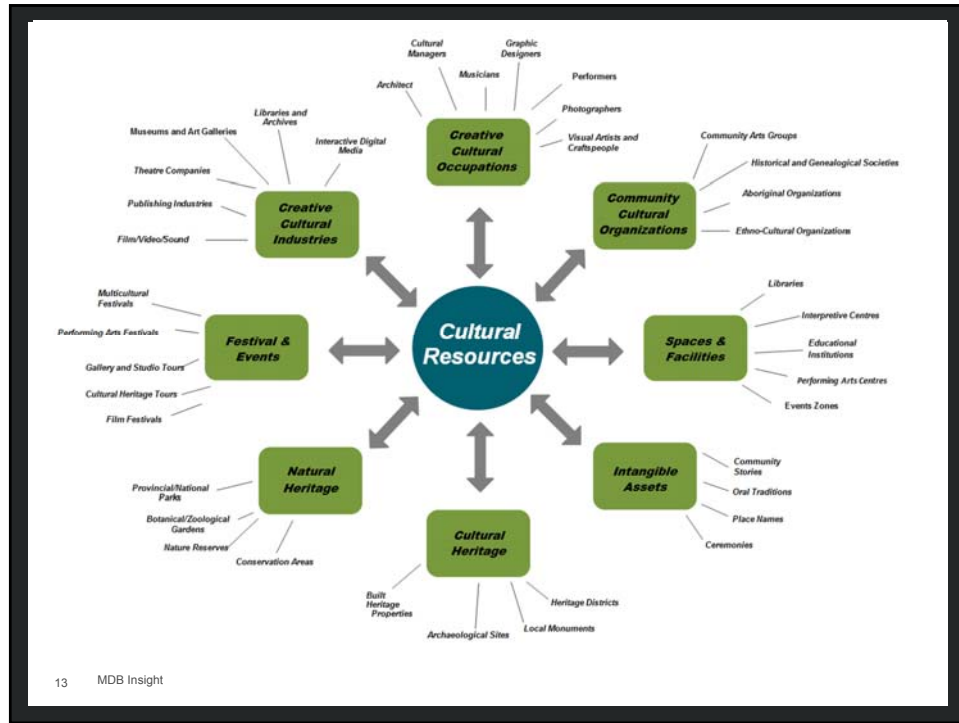 Cultural
Managers
Graphic
Designers
Musicians
Architect
Performers
Photographers
Visual Artists and
Craftspeople
Creative
Cultural
Occupations
Libraries and
Archives
Museums and Art Galleries
Interactive Digital
Media
Theatre Companies
Publishing Industries
Film/Video/Sound
Creative
Cultural
Industries
Community Arts Groups
Historical and Genealogical Societies
Aboriginal Organizations
Ethno-Cultural Organizations
Community
Cultural
Organizations
Multicultural
Festivals
Performing Arts Festivals
Gallery and Studio Tours
Cultural Heritage Tours
Film Festivals
Festival &
Events
Cultural
Resources
Spaces &
Facilities
Libraries
Interpretive Centres
Educational
Institutions
Performing Arts Centres
Events Zones
Natural
Heritage
Provincial/National
Parks
Botanical/Zoological
Gardens
Nature Reserves
Conservation Areas
Cultural
Heritage
Built
Heritage
Properties
Archaeological Sites
Local Monuments
Heritage Districts
Intangible
Assets
Community
Stories
Oral Traditions
Place Names
Ceremonies
13 MDB Insight